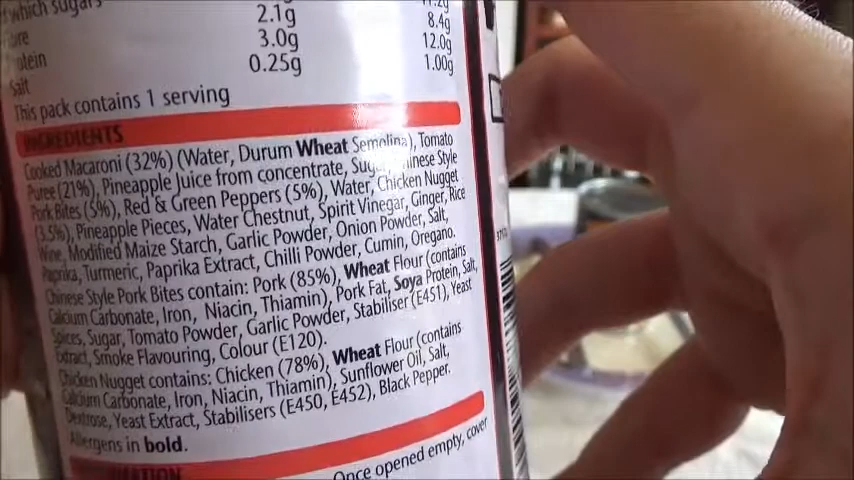 which sugars 2.1g 8.4g
3.0g 12.0g
Salt 0.25g 1.00g
This pack contains 1 serving
INGREDIENTS
Cooked Macaroni (32%) (Water, Durum Wheat Semolina), Tomato
Puree (21%), Pineapple Juice from concentrate, Sugar, Chinese Style
Pork Bites (5%), Red & Green Peppers (5%), Water, Chicken Nugget
(3.5%), Pineapple Pieces, Water Chestnut, Spirit Vinegar, Ginger, Rice
Wine, Modified Maize Starch, Garlic Powder, Onion Powder, Salt,
Paprika, Turmeric, Paprika Extract, Chilli Powder, Cumin, Oregano.
Chinese Style Pork Bites contain: Pork (85%), Wheat Flour (contains
Calcium Carbonate, Iron, Niacin, Thiamin), Pork Fat, Soya Protein, Salt,
Spices, Sugar, Tomato Powder, Garlic Powder, Stabiliser (E451), Yeast
Extract, Smoke Flavouring, Colour (E120).
Chicken Nugget contains: Chicken (78%), Wheat Flour (contains
Calcium Carbonate, Iron, Niacin, Thiamin), Sunflower Oil, Salt,
Dextrose, Yeast Extract, Stabilisers (E450, E452), Black Pepper.
Allergens in bold.
Once opened empty, cover